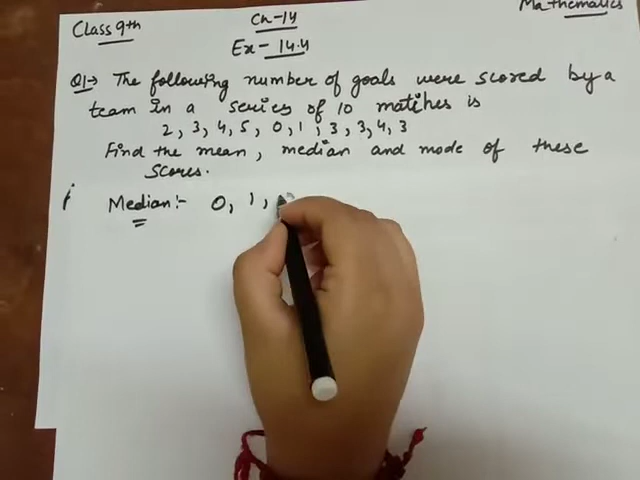 Mathematics
Class 9th
Ch-14
Ex - 14.4
Q1→ The following number of goals were scored by a
team in a series of 10 matches is
2, 3, 4, 5, 0, 1, 3, 3, 4, 3
Find the mean, median and mode of these
scores.
i Median:- 0, 1,